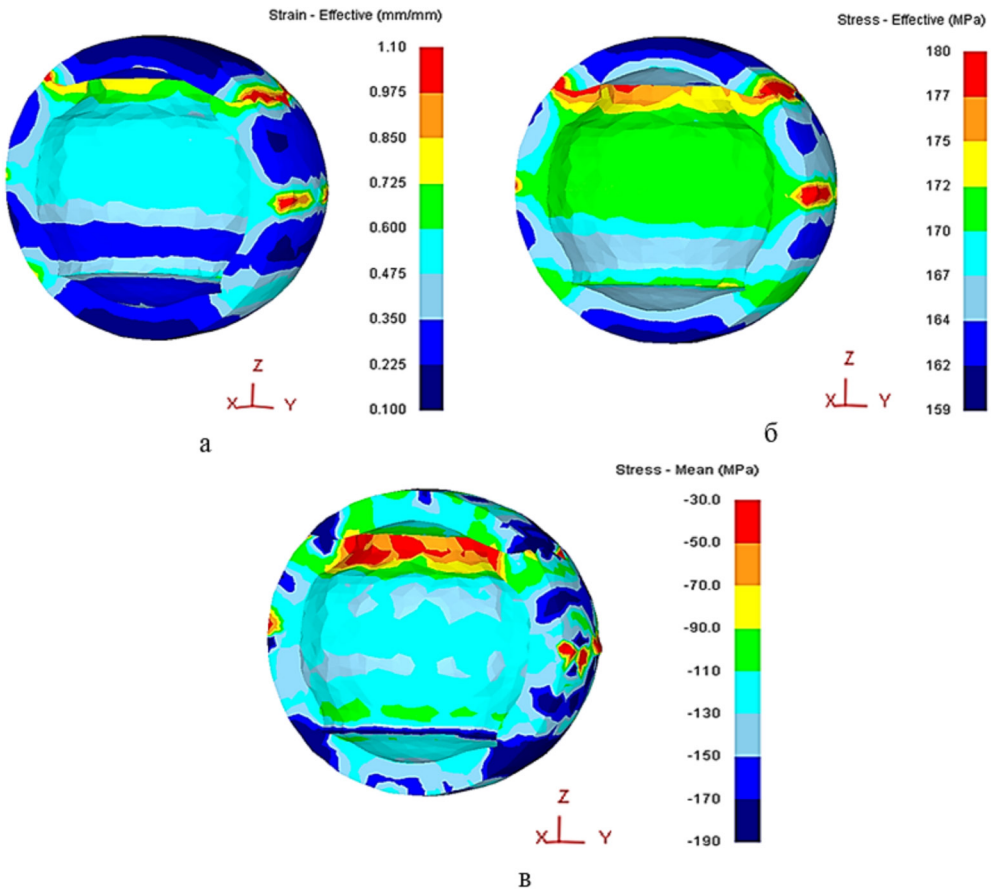 Strain - Effective (mm/mm)
1.10
0.975
0.850
0.725
0.600
0.475
0.350
0.225
0.100
Z
X Y
а
Stress - Effective (MPa)
180
177
175
172
170
167
164
162
159
Z
X Y
б
Stress - Mean (MPa)
-30.0
-50.0
-70.0
-90.0
-110
-130
-150
-170
-190
Z
X Y
в